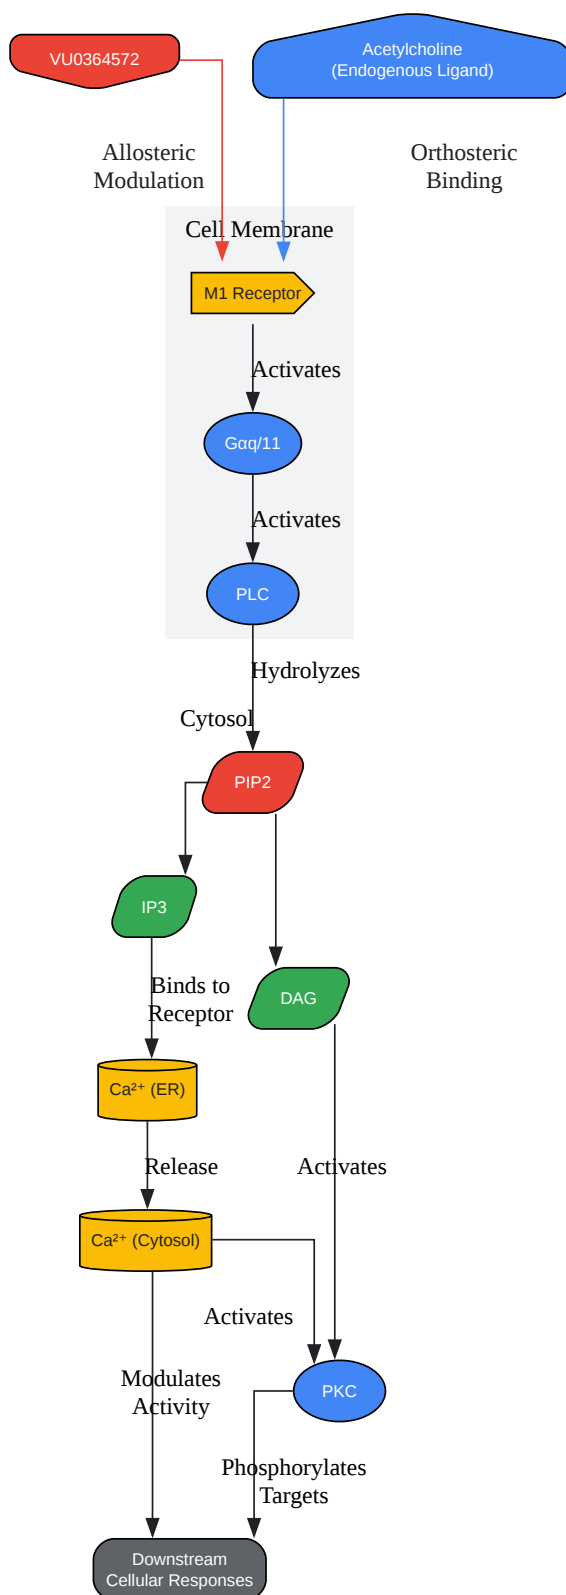 VU0364572
Acetylcholine
(Endogenous Ligand)
Allosteric
Modulation
Orthosteric
Binding
Cell Membrane
M1 Receptor
Activates
Gαq/11
Activates
PLC
Hydrolyzes
Cytosol
PIP2
IP3
DAG
Binds to
Receptor
Ca²⁺ (ER)
Release
Activates
Ca²⁺ (Cytosol)
Activates
Modulates
Activity
PKC
Phosphorylates
Targets
Downstream
Cellular Responses